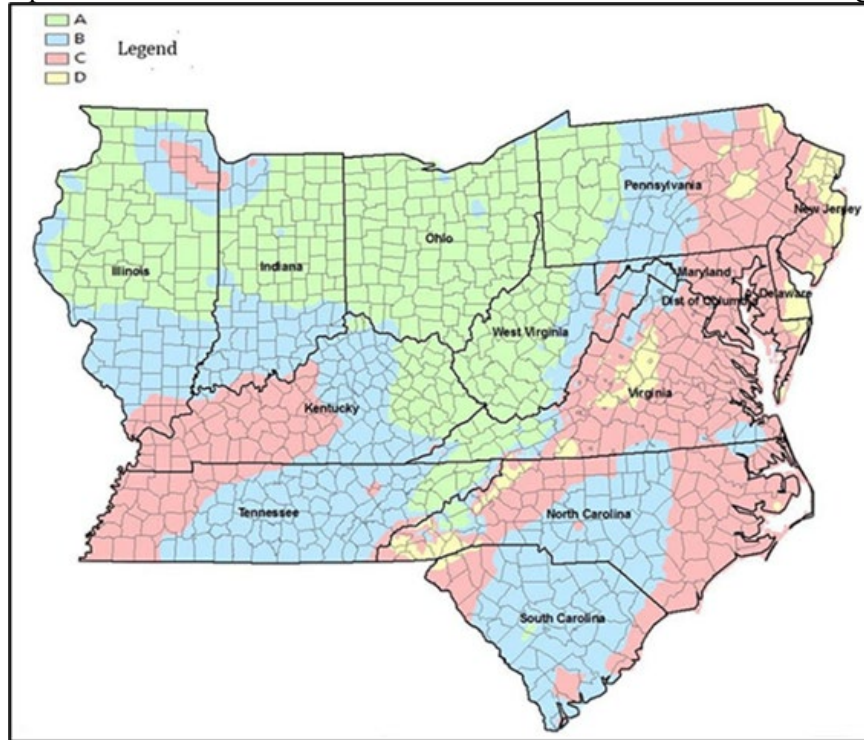 A
B
Legend
C
D
Pennsylvania
New Jersey
Ohio
Illinois
Indiana
Maryland
Dist of Columb
Delaware
West Virginia
Kentucky
Virginia
Tennessee
North Carolina
South Carolina